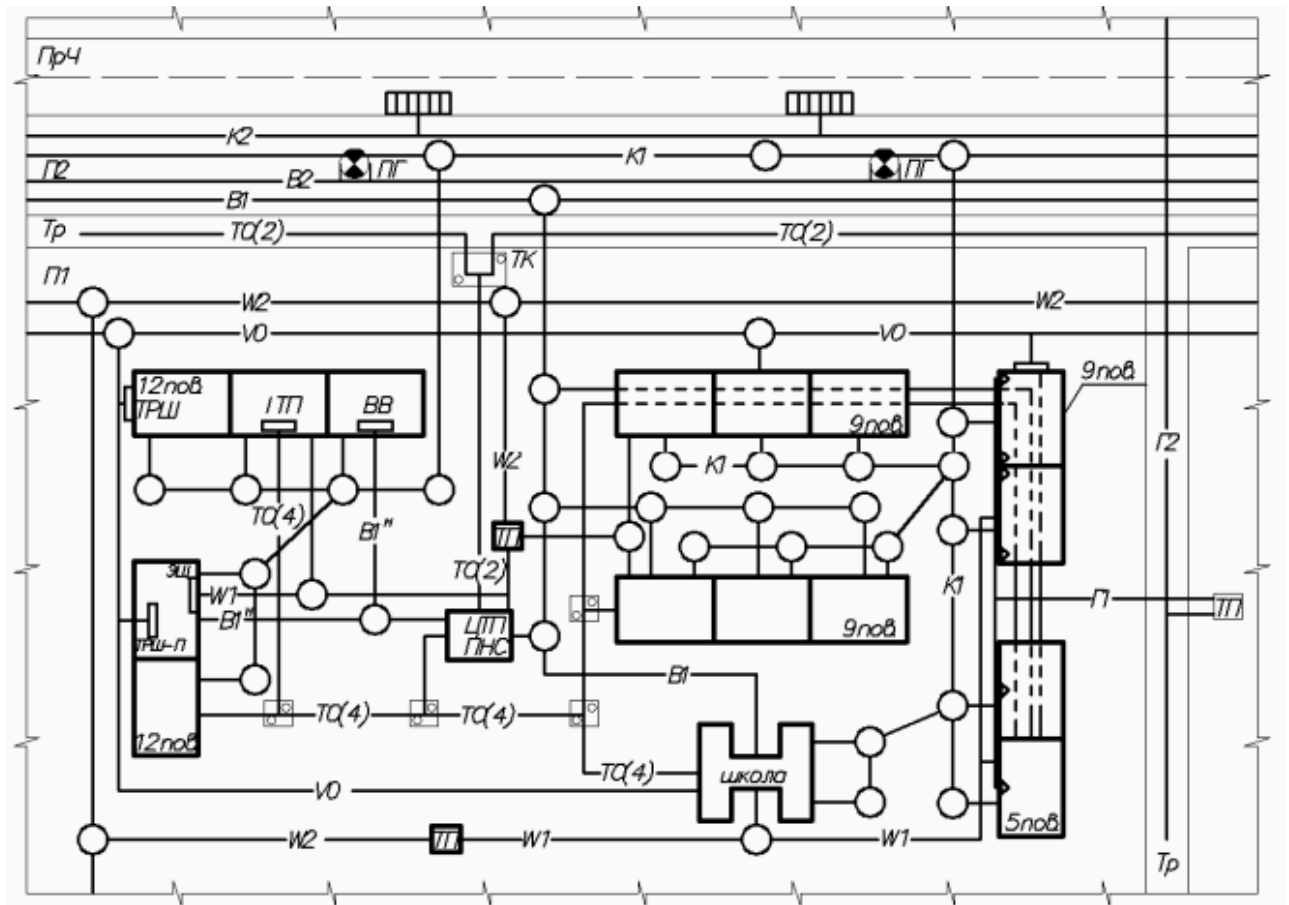 ПрЧ
К2
К1
П2
ПГ
ПГ
В2
В1
Тр
ТС(2)
ТС(2)
ТК
П1
W2
W2
V0
V0
12пов.
ТРШ
ІТП
ВВ
9пов.
9пов.
Г2
К1
W2
ТС(4)
В1н
ТП
ТС(2)
К1
ЭЩ
W1
В1н
ЦТП
ПНС
ТРШ-П
9пов.
П
ТП
В1
ТС(4)
ТС(4)
12пов.
ТС(4)
школа
V0
5пов.
W2
ТП
W1
W1
Тр